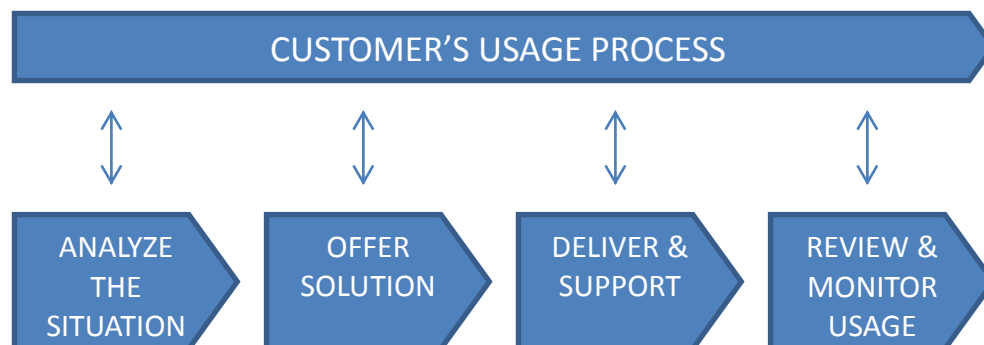 CUSTOMER’S USAGE PROCESS
ANALYZE
THE
SITUATION
OFFER
SOLUTION
DELIVER &
SUPPORT
REVIEW &
MONITOR
USAGE